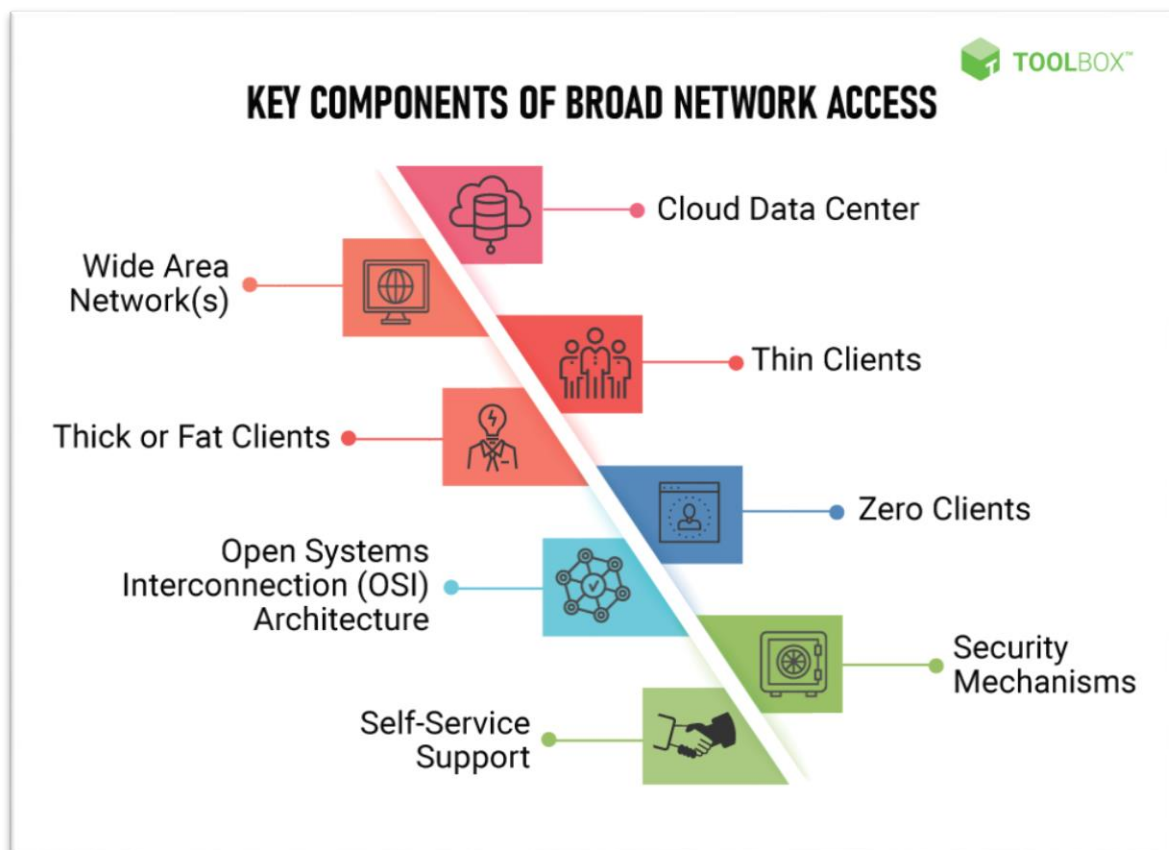 TOOLBOX™
KEY COMPONENTS OF BROAD NETWORK ACCESS
Cloud Data Center
Wide Area
Network(s)
Thin Clients
Thick or Fat Clients
Zero Clients
Open Systems
Interconnection (OSI)
Architecture
Security
Mechanisms
Self-Service
Support